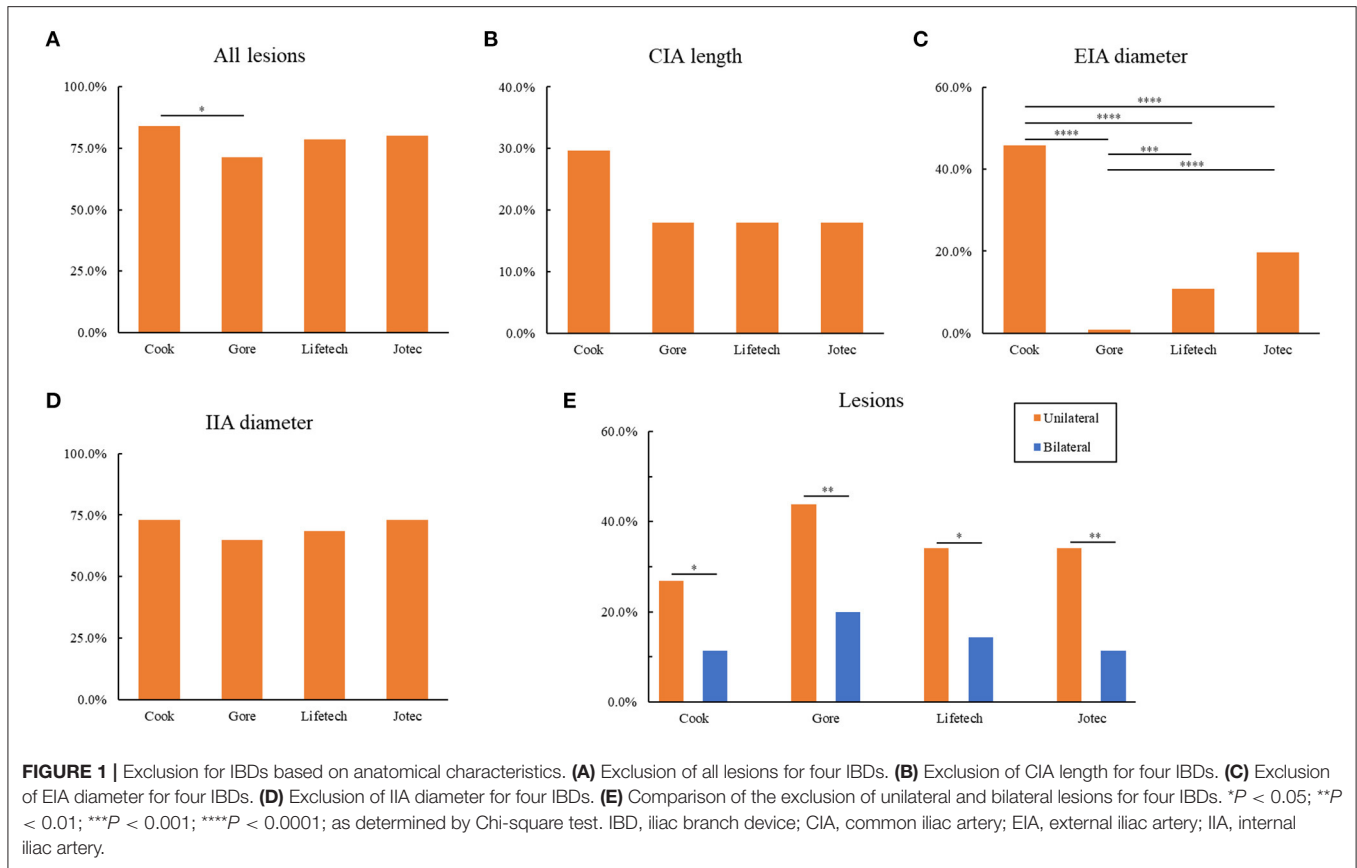 A
All lesions
100.0%
75.0%
50.0%
25.0%
0.0%
*
Cook Gore Lifetech Jotec
B
CIA length
40.0%
30.0%
20.0%
10.0%
0.0%
Cook Gore Lifetech Jotec
C
EIA diameter
60.0%
40.0%
20.0%
0.0%
****
****
****
***
****
Cook Gore Lifetech Jotec
D
IIA diameter
100.0%
75.0%
50.0%
25.0%
0.0%
Cook Gore Lifetech Jotec
E
Lesions
Unilateral
Bilateral
60.0%
40.0%
20.0%
0.0%
*
**
*
**
Cook Gore Lifetech Jotec
FIGURE 1 | Exclusion for IBDs based on anatomical characteristics. (A) Exclusion of all lesions for four IBDs. (B) Exclusion of CIA length for four IBDs. (C) Exclusion
of EIA diameter for four IBDs. (D) Exclusion of IIA diameter for four IBDs. (E) Comparison of the exclusion of unilateral and bilateral lesions for four IBDs. *P < 0.05; **P
< 0.01; ***P < 0.001; ****P < 0.0001; as determined by Chi-square test. IBD, iliac branch device; CIA, common iliac artery; EIA, external iliac artery; IIA, internal
iliac artery.